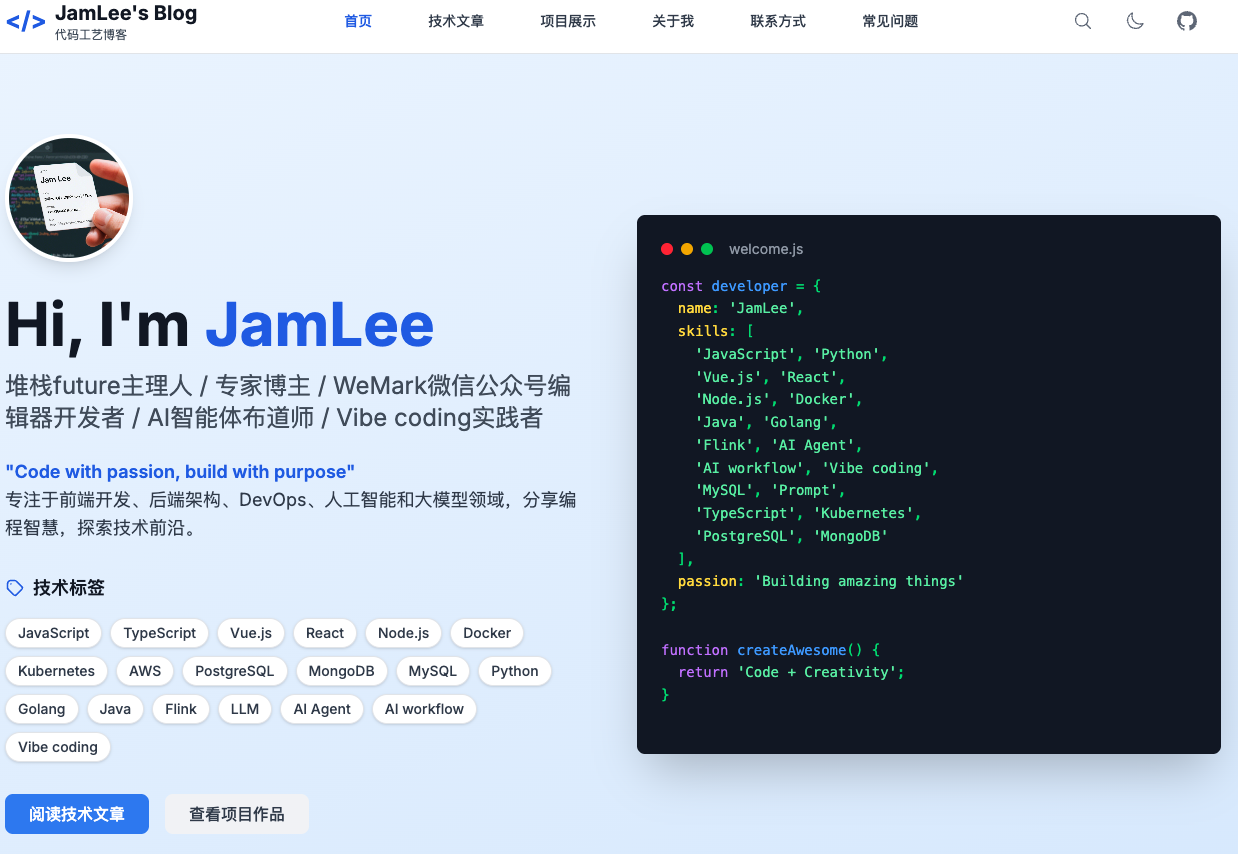 JamLee's Blog
代码工艺博客
首页
技术文章
项目展示
关于我
联系方式
常见问题
Jam Lee
Hi, I'm JamLee
堆栈future主理人 / 专家博主 / WeMark微信公众号编
辑器开发者 / AI智能体布道师 / Vibe coding实践者
"Code with passion, build with purpose"
专注于前端开发、后端架构、DevOps、人工智能和大模型领域，分享编
程智慧，探索技术前沿。
技术标签
JavaScript TypeScript Vue.js React Node.js Docker
Kubernetes AWS PostgreSQL MongoDB MySQL Python
Golang Java Flink LLM AI Agent AI workflow
Vibe coding
阅读技术文章 查看项目作品
welcome.js
const developer = {
  name: 'JamLee',
  skills: [
    'JavaScript', 'Python',
    'Vue.js', 'React',
    'Node.js', 'Docker',
    'Java', 'Golang',
    'Flink', 'AI Agent',
    'AI workflow', 'Vibe coding',
    'MySQL', 'Prompt',
    'TypeScript', 'Kubernetes',
    'PostgreSQL', 'MongoDB'
  ],
  passion: 'Building amazing things'
};
function createAwesome() {
  return 'Code + Creativity';
}